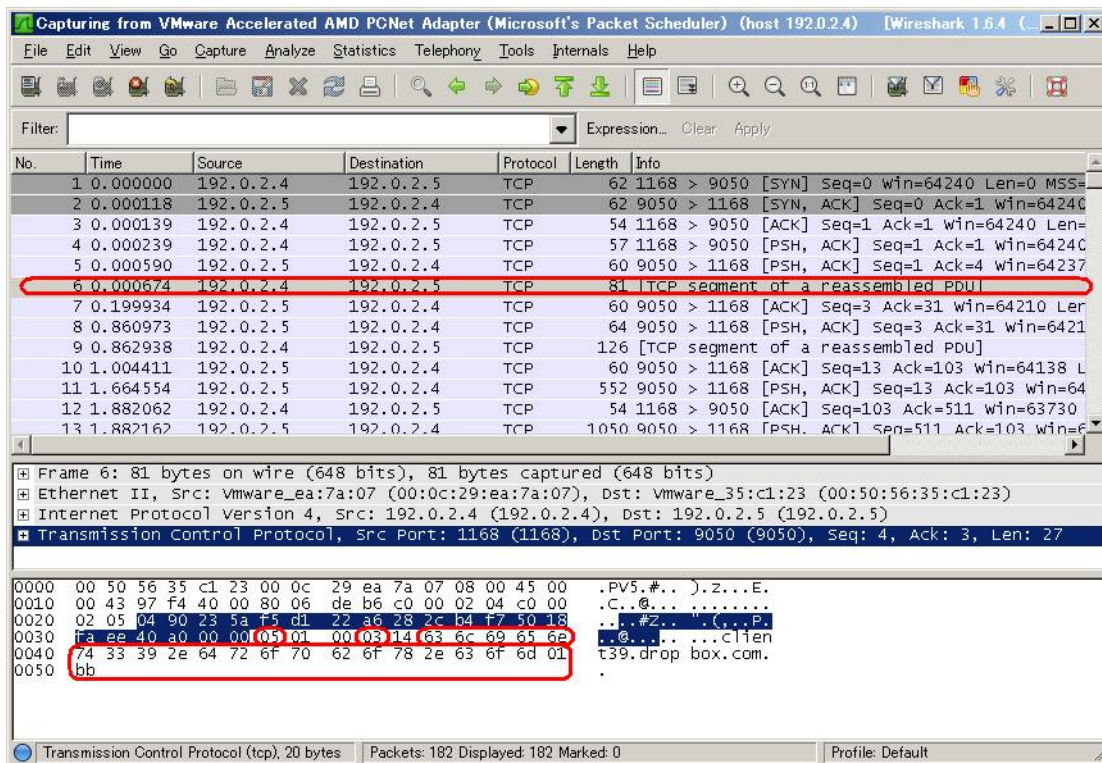 Capturing from VMware Accelerated AMD PCNet Adapter (Microsoft's Packet Scheduler) (host 192.0.2.4) [Wireshark 1.6.4 (...
File Edit View Go Capture Analyze Statistics Telephony Tools Internals Help
Filter: Expression... Clear Apply
No. Time Source Destination Protocol Length Info
1 0.000000 192.0.2.4 192.0.2.5 TCP 62 1168 > 9050 [SYN] Seq=0 Win=64240 Len=0 MSS=
2 0.000118 192.0.2.5 192.0.2.4 TCP 62 9050 > 1168 [SYN, ACK] Seq=0 Ack=1 Win=64240
3 0.000139 192.0.2.4 192.0.2.5 TCP 54 1168 > 9050 [ACK] Seq=1 Ack=1 Win=64240 Len=
4 0.000239 192.0.2.4 192.0.2.5 TCP 57 1168 > 9050 [PSH, ACK] Seq=1 Ack=1 Win=64240
5 0.000590 192.0.2.5 192.0.2.4 TCP 60 9050 > 1168 [PSH, ACK] Seq=1 Ack=4 Win=64237
6 0.000674 192.0.2.4 192.0.2.5 TCP 81 [TCP segment of a reassembled PDU]
7 0.199934 192.0.2.5 192.0.2.4 TCP 60 9050 > 1168 [ACK] Seq=3 Ack=31 Win=64210 Len
8 0.860973 192.0.2.5 192.0.2.4 TCP 64 9050 > 1168 [PSH, ACK] Seq=3 Ack=31 Win=6421
9 0.862938 192.0.2.4 192.0.2.5 TCP 126 [TCP segment of a reassembled PDU]
10 1.004411 192.0.2.5 192.0.2.4 TCP 60 9050 > 1168 [ACK] Seq=13 Ack=103 Win=64138 L
11 1.664554 192.0.2.5 192.0.2.4 TCP 552 9050 > 1168 [PSH, ACK] Seq=13 Ack=103 Win=64
12 1.882062 192.0.2.4 192.0.2.5 TCP 54 1168 > 9050 [ACK] Seq=103 Ack=511 Win=63730
13 1.882162 192.0.2.5 192.0.2.4 TCP 1050 9050 > 1168 [PSH, ACK] Seq=511 Ack=103 Win=6
Frame 6: 81 bytes on wire (648 bits), 81 bytes captured (648 bits)
Ethernet II, Src: Vmware_ea:7a:07 (00:0c:29:ea:7a:07), Dst: Vmware_35:c1:23 (00:50:56:35:c1:23)
Internet Protocol Version 4, Src: 192.0.2.4 (192.0.2.4), Dst: 192.0.2.5 (192.0.2.5)
Transmission Control Protocol, Src Port: 1168 (1168), Dst Port: 9050 (9050), Seq: 4, Ack: 3, Len: 27
0000 00 50 56 35 c1 23 00 0c 29 ea 7a 07 08 00 45 00 .PV5.#.. ).z...E.
0010 00 43 97 f4 40 00 80 06 de b6 c0 00 02 04 c0 00 .C..@... ........
0020 02 05 04 90 23 5a f5 d1 22 a6 28 2c b4 f7 50 18 ....#Z.. ".(,..P.
0030 fa ee 40 a0 00 00 05 01 00 03 14 63 6c 69 65 6e ..@..... ...clien
0040 74 33 39 2e 64 72 6f 70 62 6f 78 2e 63 6f 6d 01 t39.drop box.com.
0050 bb .
Transmission Control Protocol (tcp), 20 bytes Packets: 182 Displayed: 182 Marked: 0 Profile: Default